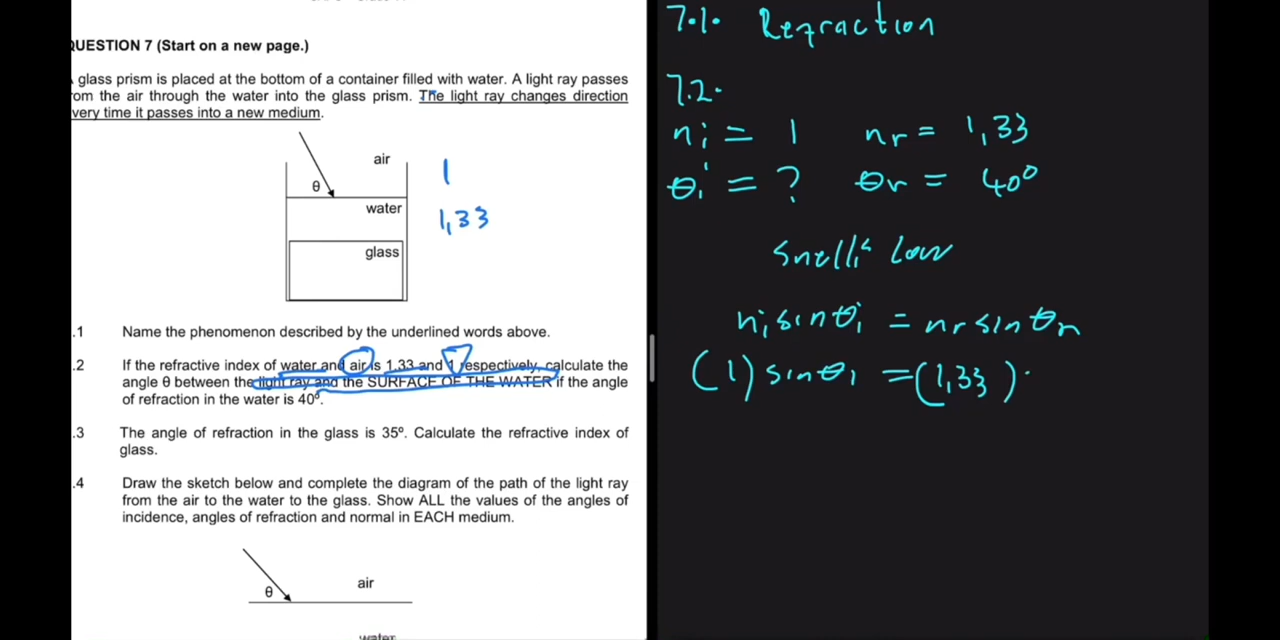 QUESTION 7 (Start on a new page.)
glass prism is placed at the bottom of a container filled with water. A light ray passes
om the air through the water into the glass prism. The light ray changes direction
very time it passes into a new medium.
air
θ
water
glass
1
1,33
.1 Name the phenomenon described by the underlined words above.
.2 If the refractive index of water and air is 1,33 and 1 respectively, calculate the
angle θ between the light ray and the SURFACE OF THE WATER if the angle
of refraction in the water is 40⁰.
.3 The angle of refraction in the glass is 35º. Calculate the refractive index of
glass.
.4 Draw the sketch below and complete the diagram of the path of the light ray
from the air to the water to the glass. Show ALL the values of the angles of
incidence, angles of refraction and normal in EACH medium.
θ
air
water
7.1. Refraction
7.2.
ni = 1 nr = 1,33
θi = ? θr = 40⁰
Snell's Law
ni sinθi = nr sinθr
(1) sinθi = (1,33).